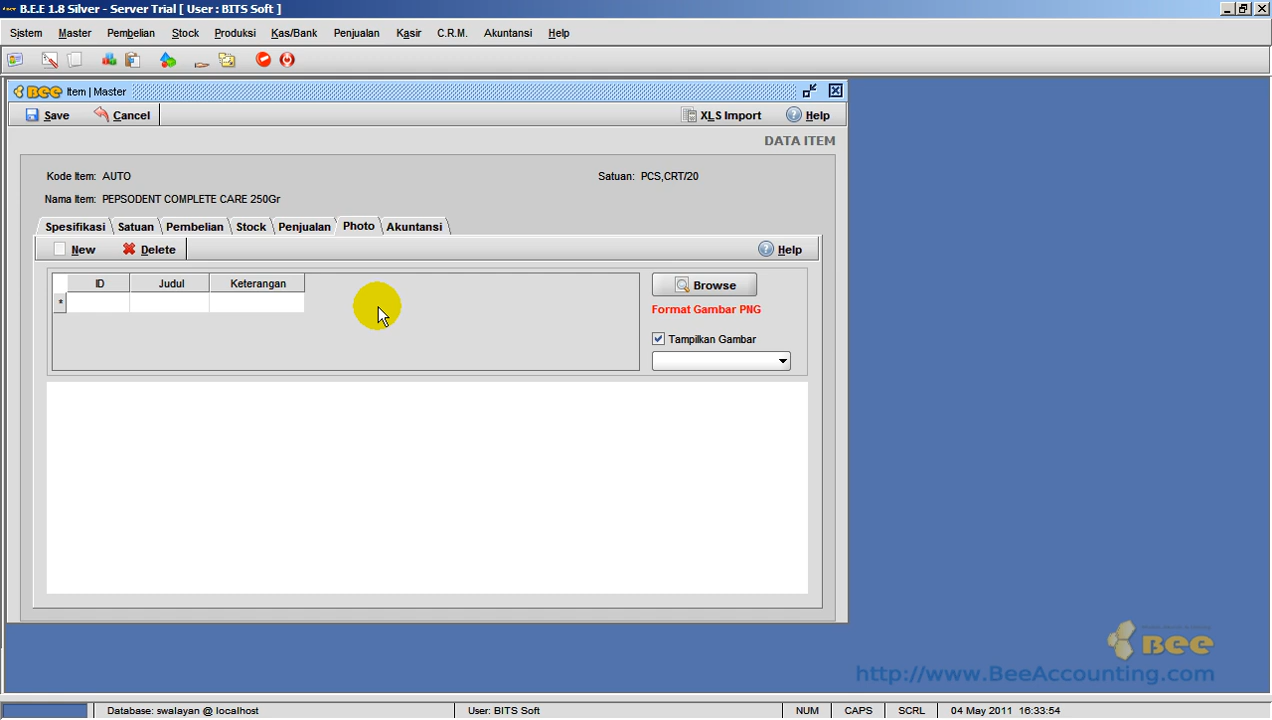 B.E.E 1.8 Silver - Server Trial [ User : BITS Soft ]
Sistem Master Pembelian Stock Produksi Kas/Bank Penjualan Kasir C.R.M. Akuntansi Help
Bee Item | Master
Save Cancel XLS Import Help
DATA ITEM
Kode Item: AUTO Satuan: PCS,CRT/20
Nama Item: PEPSODENT COMPLETE CARE 250Gr
Spesifikasi Satuan Pembelian Stock Penjualan Photo Akuntansi
New Delete Help
ID Judul Keterangan Browse
* Format Gambar PNG
Tampilkan Gambar
Bee
http://www.BeeAccounting.com
Database: swalayan @ localhost User: BITS Soft NUM CAPS SCRL 04 May 2011 16:33:54